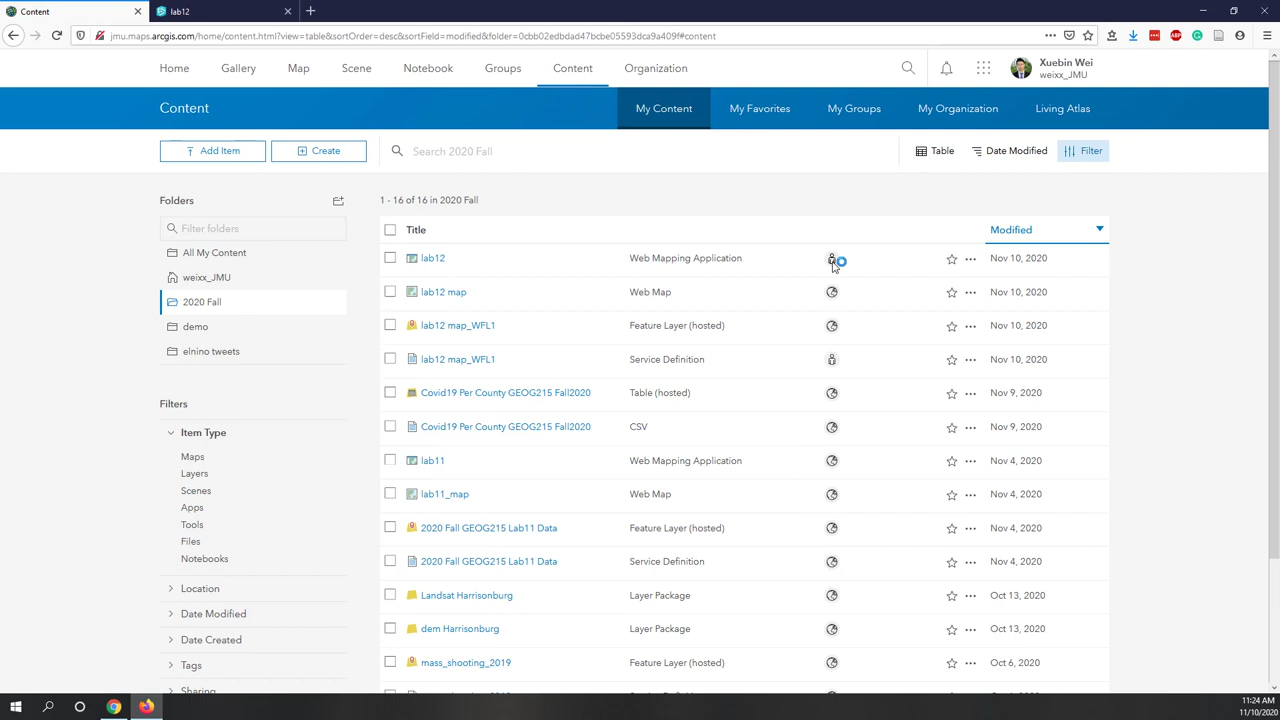 Content
lab12
jmu.maps.arcgis.com/home/content.html?view=table&sortOrder=desc&sortField=modified&folder=0cbb02edbdad47bcbe05593dca9a409f#content
Home Gallery Map Scene Notebook Groups Content Organization
Xuebin Wei
weixx_JMU
Content
My Content My Favorites My Groups My Organization Living Atlas
Add Item Create Search 2020 Fall Table Date Modified Filter
Folders
Filter folders
All My Content
weixx_JMU
2020 Fall
demo
elnino tweets
Filters
Item Type
Maps
Layers
Scenes
Apps
Tools
Files
Notebooks
Location
Date Modified
Date Created
Tags
Sharing
1 - 16 of 16 in 2020 Fall
Title Modified
lab12 Web Mapping Application Nov 10, 2020
lab12 map Web Map Nov 10, 2020
lab12 map_WFL1 Feature Layer (hosted) Nov 10, 2020
lab12 map_WFL1 Service Definition Nov 10, 2020
Covid19 Per County GEOG215 Fall2020 Table (hosted) Nov 9, 2020
Covid19 Per County GEOG215 Fall2020 CSV Nov 9, 2020
lab11 Web Mapping Application Nov 4, 2020
lab11_map Web Map Nov 4, 2020
2020 Fall GEOG215 Lab11 Data Feature Layer (hosted) Nov 4, 2020
2020 Fall GEOG215 Lab11 Data Service Definition Nov 4, 2020
Landsat Harrisonburg Layer Package Oct 13, 2020
dem Harrisonburg Layer Package Oct 13, 2020
mass_shooting_2019 Feature Layer (hosted) Oct 6, 2020
11:24 AM
11/10/2020